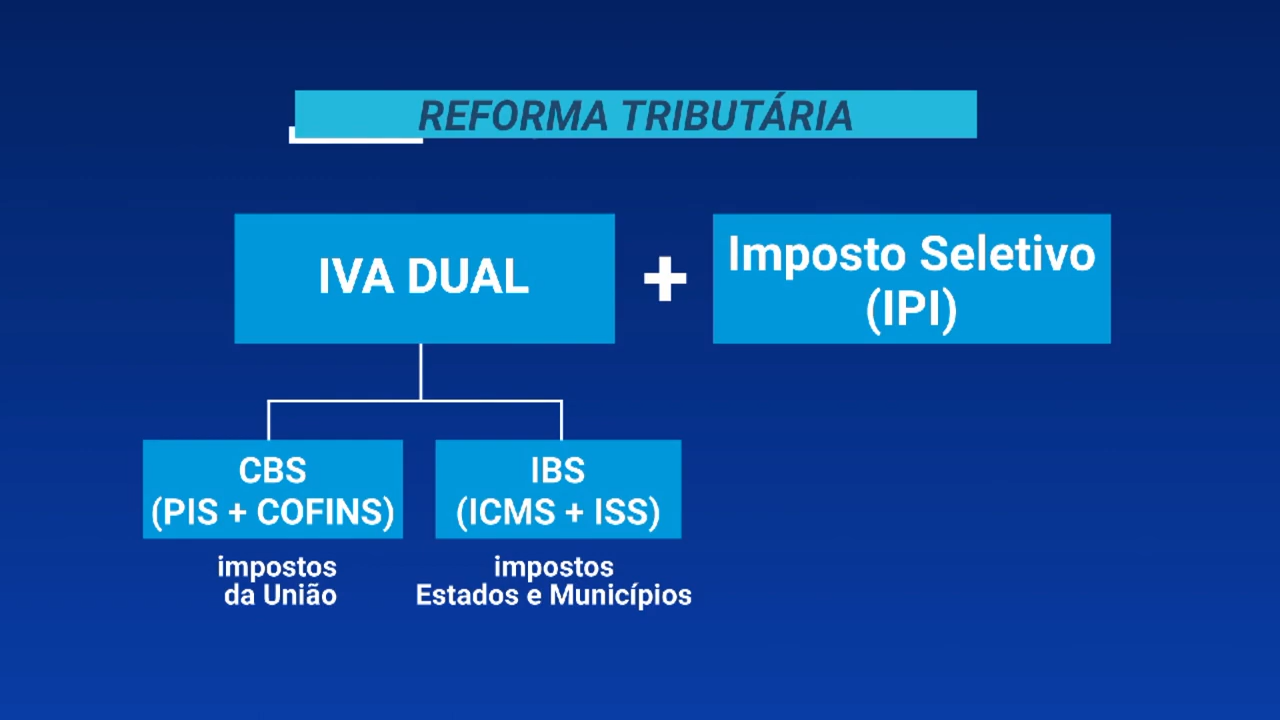 REFORMA TRIBUTÁRIA
IVA DUAL
+
Imposto Seletivo
(IPI)
CBS
(PIS + COFINS)
impostos
da União
IBS
(ICMS + ISS)
impostos
Estados e Municípios